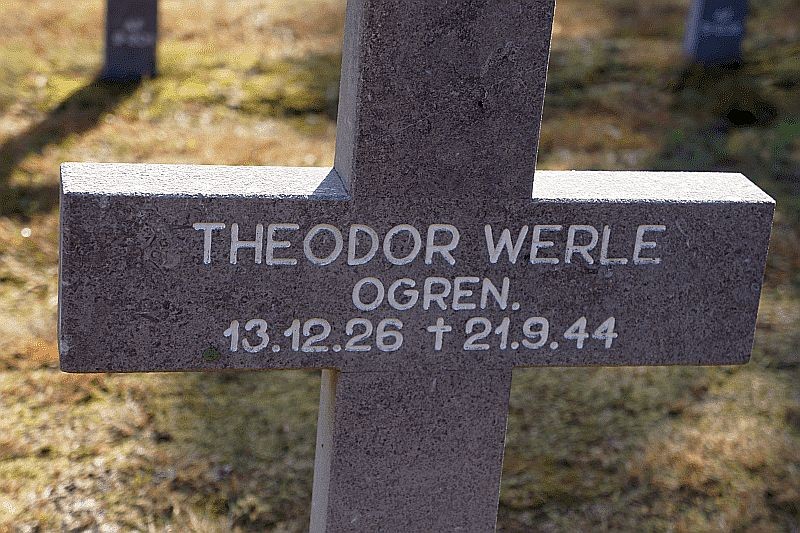 THEODOR WERLE
OGREN.
13.12.26 † 21.9.44